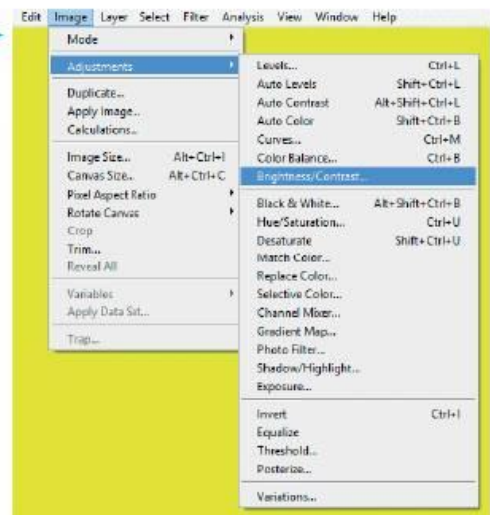 Edit Image Layer Select Filter Analysis View Window Help
Mode
Adjustments
Duplicate...
Apply Image...
Calculations...
Image Size... Alt+Ctrl+I
Canvas Size... Alt+Ctrl+C
Pixel Aspect Ratio
Rotate Canvas
Crop
Trim...
Reveal All
Variables
Apply Data Set...
Trap...
Levels... Ctrl+L
Auto Levels Shift+Ctrl+L
Auto Contrast Alt+Shift+Ctrl+L
Auto Color Shift+Ctrl+B
Curves... Ctrl+M
Color Balance... Ctrl+B
Brightness/Contrast...
Black & White... Alt+Shift+Ctrl+B
Hue/Saturation... Ctrl+U
Desaturate Shift+Ctrl+U
Match Color...
Replace Color...
Selective Color...
Channel Mixer...
Gradient Map...
Photo Filter...
Shadow/Highlight...
Exposure...
Invert Ctrl+I
Equalize
Threshold...
Posterize...
Variations...